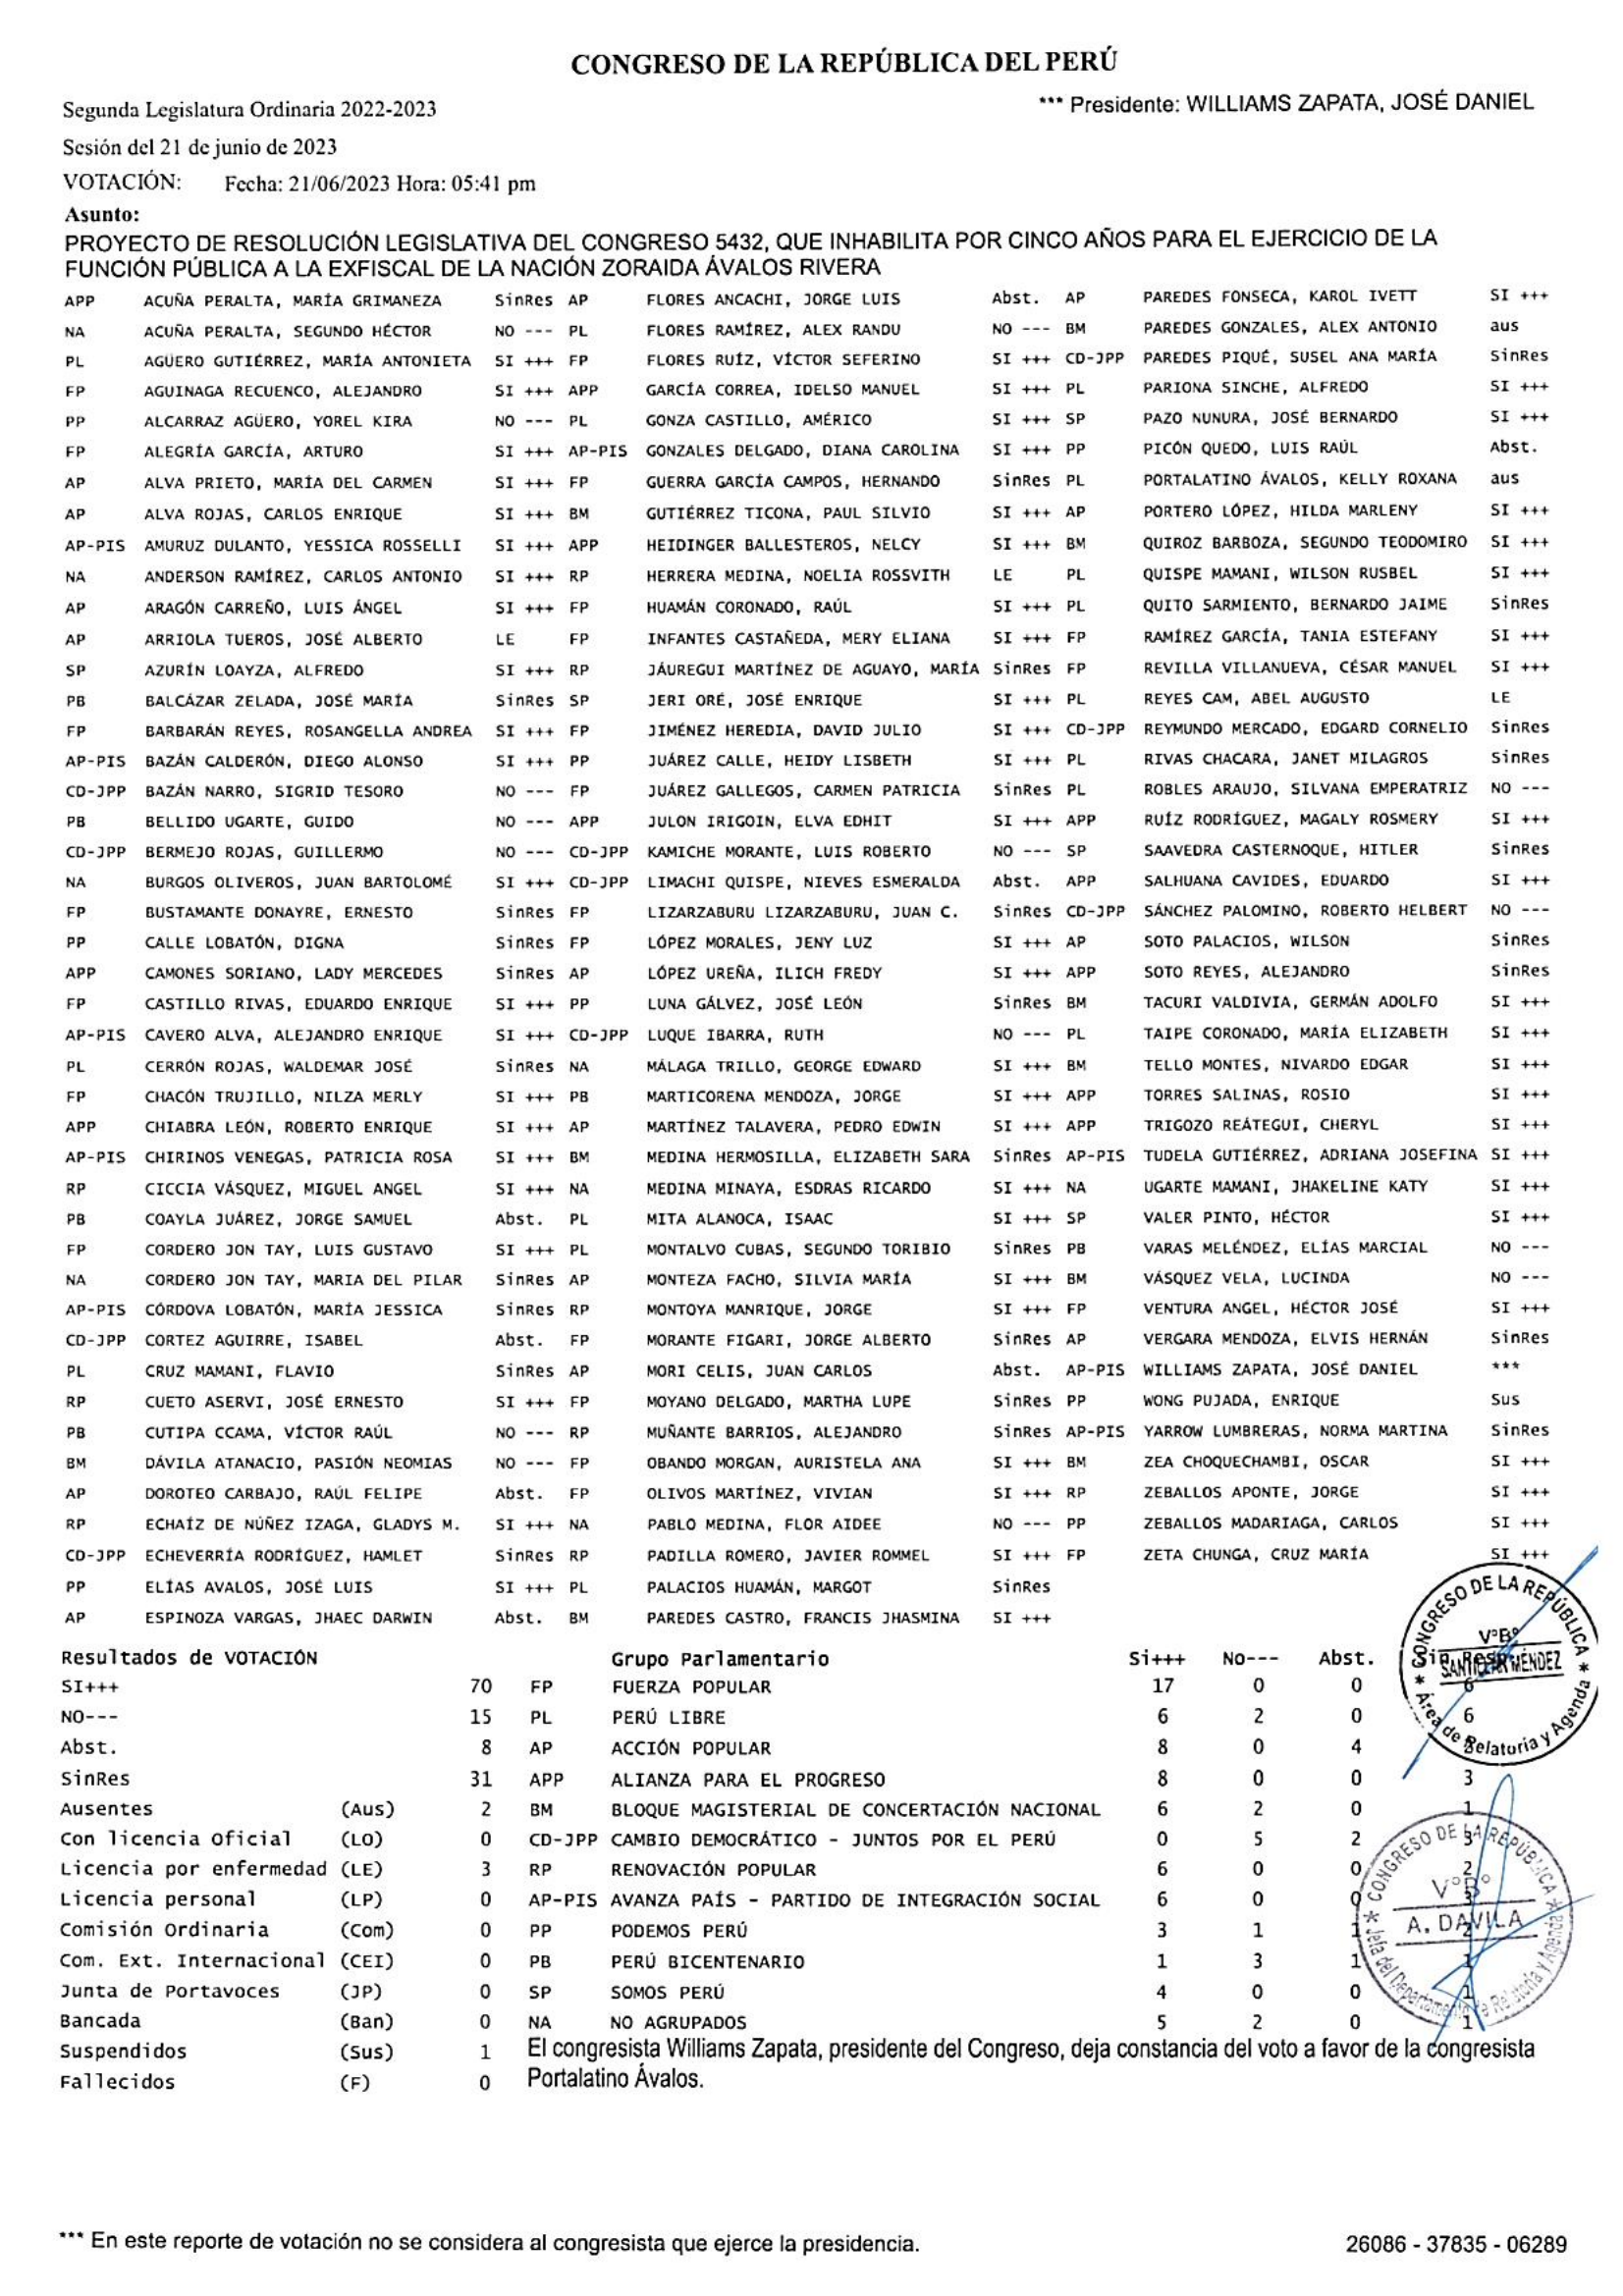 CONGRESO DE LA REPÚBLICA DEL PERÚ
Segunda Legislatura Ordinaria 2022-2023 *** Presidente: WILLIAMS ZAPATA, JOSÉ DANIEL
Sesión del 21 de junio de 2023
VOTACIÓN: Fecha: 21/06/2023 Hora: 05:41 pm
Asunto:
PROYECTO DE RESOLUCIÓN LEGISLATIVA DEL CONGRESO 5432, QUE INHABILITA POR CINCO AÑOS PARA EL EJERCICIO DE LA
FUNCIÓN PÚBLICA A LA EXFISCAL DE LA NACIÓN ZORAIDA ÁVALOS RIVERA
APP ACUÑA PERALTA, MARÍA GRIMANEZA SinRes AP FLORES ANCACHI, JORGE LUIS Abst. AP PAREDES FONSECA, KAROL IVETT SI +++
NA ACUÑA PERALTA, SEGUNDO HÉCTOR NO --- PL FLORES RAMÍREZ, ALEX RANDU NO --- BM PAREDES GONZALES, ALEX ANTONIO aus
PL AGÜERO GUTIÉRREZ, MARÍA ANTONIETA SI +++ FP FLORES RUÍZ, VÍCTOR SEFERINO SI +++ CD-JPP PAREDES PIQUÉ, SUSEL ANA MARÍA SinRes
FP AGUINAGA RECUENCO, ALEJANDRO SI +++ APP GARCÍA CORREA, IDELSO MANUEL SI +++ PL PARIONA SINCHE, ALFREDO SI +++
PP ALCARRAZ AGÜERO, YOREL KIRA NO --- PL GONZA CASTILLO, AMÉRICO SI +++ SP PAZO NUNURA, JOSÉ BERNARDO SI +++
FP ALEGRÍA GARCÍA, ARTURO SI +++ AP-PIS GONZALES DELGADO, DIANA CAROLINA SI +++ PP PICÓN QUEDO, LUIS RAÚL Abst.
AP ALVA PRIETO, MARÍA DEL CARMEN SI +++ FP GUERRA GARCÍA CAMPOS, HERNANDO SinRes PL PORTALATINO ÁVALOS, KELLY ROXANA aus
AP ALVA ROJAS, CARLOS ENRIQUE SI +++ BM GUTIÉRREZ TICONA, PAUL SILVIO SI +++ AP PORTERO LÓPEZ, HILDA MARLENY SI +++
AP-PIS AMURUZ DULANTO, YESSICA ROSSELLI SI +++ APP HEIDINGER BALLESTEROS, NELCY SI +++ BM QUIROZ BARBOZA, SEGUNDO TEODOMIRO SI +++
NA ANDERSON RAMÍREZ, CARLOS ANTONIO SI +++ RP HERRERA MEDINA, NOELIA ROSSVITH LE PL QUISPE MAMANI, WILSON RUSBEL SI +++
AP ARAGÓN CARREÑO, LUIS ÁNGEL SI +++ FP HUAMÁN CORONADO, RAÚL SI +++ PL QUITO SARMIENTO, BERNARDO JAIME SinRes
AP ARRIOLA TUEROS, JOSÉ ALBERTO LE FP INFANTES CASTAÑEDA, MERY ELIANA SI +++ FP RAMÍREZ GARCÍA, TANIA ESTEFANY SI +++
SP AZURÍN LOAYZA, ALFREDO SI +++ RP JÁUREGUI MARTÍNEZ DE AGUAYO, MARÍA SinRes FP REVILLA VILLANUEVA, CÉSAR MANUEL SI +++
PB BALCÁZAR ZELADA, JOSÉ MARÍA SinRes SP JERI ORÉ, JOSÉ ENRIQUE SI +++ PL REYES CAM, ABEL AUGUSTO LE
FP BARBARÁN REYES, ROSANGELLA ANDREA SI +++ FP JIMÉNEZ HEREDIA, DAVID JULIO SI +++ CD-JPP REYMUNDO MERCADO, EDGARD CORNELIO SinRes
AP-PIS BAZÁN CALDERÓN, DIEGO ALONSO SI +++ PP JUÁREZ CALLE, HEIDY LISBETH SI +++ PL RIVAS CHACARA, JANET MILAGROS SinRes
CD-JPP BAZÁN NARRO, SIGRID TESORO NO --- FP JUÁREZ GALLEGOS, CARMEN PATRICIA SinRes PL ROBLES ARAUJO, SILVANA EMPERATRIZ NO ---
PB BELLIDO UGARTE, GUIDO NO --- APP JULON IRIGOIN, ELVA EDHIT SI +++ APP RUÍZ RODRÍGUEZ, MAGALY ROSMERY SI +++
CD-JPP BERMEJO ROJAS, GUILLERMO NO --- CD-JPP KAMICHE MORANTE, LUIS ROBERTO NO --- SP SAAVEDRA CASTERNOQUE, HITLER SinRes
NA BURGOS OLIVEROS, JUAN BARTOLOMÉ SI +++ CD-JPP LIMACHI QUISPE, NIEVES ESMERALDA Abst. APP SALHUANA CAVIDES, EDUARDO SI +++
FP BUSTAMANTE DONAYRE, ERNESTO SinRes FP LIZARZABURU LIZARZABURU, JUAN C. SinRes CD-JPP SÁNCHEZ PALOMINO, ROBERTO HELBERT NO ---
PP CALLE LOBATÓN, DIGNA SinRes FP LÓPEZ MORALES, JENY LUZ SI +++ AP SOTO PALACIOS, WILSON SinRes
APP CAMONES SORIANO, LADY MERCEDES SinRes AP LÓPEZ UREÑA, ILICH FREDY SI +++ APP SOTO REYES, ALEJANDRO SinRes
FP CASTILLO RIVAS, EDUARDO ENRIQUE SI +++ PP LUNA GÁLVEZ, JOSÉ LEÓN SinRes BM TACURI VALDIVIA, GERMÁN ADOLFO SI +++
AP-PIS CAVERO ALVA, ALEJANDRO ENRIQUE SI +++ CD-JPP LUQUE IBARRA, RUTH NO --- PL TAIPE CORONADO, MARÍA ELIZABETH SI +++
PL CERRÓN ROJAS, WALDEMAR JOSÉ SinRes NA MÁLAGA TRILLO, GEORGE EDWARD SI +++ BM TELLO MONTES, NIVARDO EDGAR SI +++
FP CHACÓN TRUJILLO, NILZA MERLY SI +++ PB MARTICORENA MENDOZA, JORGE SI +++ APP TORRES SALINAS, ROSIO SI +++
APP CHIABRA LEÓN, ROBERTO ENRIQUE SI +++ AP MARTÍNEZ TALAVERA, PEDRO EDWIN SI +++ APP TRIGOZO REÁTEGUI, CHERYL SI +++
AP-PIS CHIRINOS VENEGAS, PATRICIA ROSA SI +++ BM MEDINA HERMOSILLA, ELIZABETH SARA SinRes AP-PIS TUDELA GUTIÉRREZ, ADRIANA JOSEFINA SI +++
RP CICCIA VÁSQUEZ, MIGUEL ANGEL SI +++ NA MEDINA MINAYA, ESDRAS RICARDO SI +++ NA UGARTE MAMANI, JHAKELINE KATY SI +++
PB COAYLA JUÁREZ, JORGE SAMUEL Abst. PL MITA ALANOCA, ISAAC SI +++ SP VALER PINTO, HÉCTOR SI +++
FP CORDERO JON TAY, LUIS GUSTAVO SI +++ PL MONTALVO CUBAS, SEGUNDO TORIBIO SinRes PB VARAS MELÉNDEZ, ELÍAS MARCIAL NO ---
NA CORDERO JON TAY, MARIA DEL PILAR SinRes AP MONTEZA FACHO, SILVIA MARÍA SI +++ BM VÁSQUEZ VELA, LUCINDA NO ---
AP-PIS CÓRDOVA LOBATÓN, MARÍA JESSICA SinRes RP MONTOYA MANRIQUE, JORGE SI +++ FP VENTURA ANGEL, HÉCTOR JOSÉ SI +++
CD-JPP CORTEZ AGUIRRE, ISABEL Abst. FP MORANTE FIGARI, JORGE ALBERTO SinRes AP VERGARA MENDOZA, ELVIS HERNÁN SinRes
PL CRUZ MAMANI, FLAVIO SinRes AP MORI CELIS, JUAN CARLOS Abst. AP-PIS WILLIAMS ZAPATA, JOSÉ DANIEL ***
RP CUETO ASERVI, JOSÉ ERNESTO SI +++ FP MOYANO DELGADO, MARTHA LUPE SinRes PP WONG PUJADA, ENRIQUE Sus
PB CUTIPA CCAMA, VÍCTOR RAÚL NO --- RP MUÑANTE BARRIOS, ALEJANDRO SinRes AP-PIS YARROW LUMBRERAS, NORMA MARTINA SinRes
BM DÁVILA ATANACIO, PASIÓN NEOMIAS NO --- FP OBANDO MORGAN, AURISTELA ANA SI +++ BM ZEA CHOQUECHAMBI, OSCAR SI +++
AP DOROTEO CARBAJO, RAÚL FELIPE Abst. FP OLIVOS MARTÍNEZ, VIVIAN SI +++ RP ZEBALLOS APONTE, JORGE SI +++
RP ECHAÍZ DE NÚÑEZ IZAGA, GLADYS M. SI +++ NA PABLO MEDINA, FLOR AIDEE NO --- PP ZEBALLOS MADARIAGA, CARLOS SI +++
CD-JPP ECHEVERRÍA RODRÍGUEZ, HAMLET SinRes RP PADILLA ROMERO, JAVIER ROMMEL SI +++ FP ZETA CHUNGA, CRUZ MARÍA SI +++
PP ELÍAS AVALOS, JOSÉ LUIS SI +++ PL PALACIOS HUAMÁN, MARGOT SinRes
AP ESPINOZA VARGAS, JHAEC DARWIN Abst. BM PAREDES CASTRO, FRANCIS JHASMINA SI +++
CONGRESO DE LA REPÚBLICA
V°B°
SANTILLAN MÉNDEZ
Área de Relatoria y Agenda
Resultados de VOTACIÓN Grupo Parlamentario Si+++ No--- Abst.
SI+++ 70 FP FUERZA POPULAR 17 0 0 6
NO--- 15 PL PERÚ LIBRE 6 2 0 6
Abst. 8 AP ACCIÓN POPULAR 8 0 4
SinRes 31 APP ALIANZA PARA EL PROGRESO 8 0 0 3
Ausentes (Aus) 2 BM BLOQUE MAGISTERIAL DE CONCERTACIÓN NACIONAL 6 2 0 1
Con licencia Oficial (LO) 0 CD-JPP CAMBIO DEMOCRÁTICO - JUNTOS POR EL PERÚ 0 5 2 3
Licencia por enfermedad (LE) 3 RP RENOVACIÓN POPULAR 6 0 0 2
Licencia personal (LP) 0 AP-PIS AVANZA PAÍS - PARTIDO DE INTEGRACIÓN SOCIAL 6 0 0 3
Comisión Ordinaria (Com) 0 PP PODEMOS PERÚ 3 1 1 2
Com. Ext. Internacional (CEI) 0 PB PERÚ BICENTENARIO 1 3 1 1
Junta de Portavoces (JP) 0 SP SOMOS PERÚ 4 0 0 1
Bancada (Ban) 0 NA NO AGRUPADOS 5 2 0 1
CONGRESO DE LA REPÚBLICA
V°B°
A. DAVILA
Jefa del Departamento de Relatoría y Agenda
Suspendidos (Sus) 1 El congresista Williams Zapata, presidente del Congreso, deja constancia del voto a favor de la congresista
Fallecidos (F) 0 Portalatino Ávalos.
*** En este reporte de votación no se considera al congresista que ejerce la presidencia. 26086 - 37835 - 06289